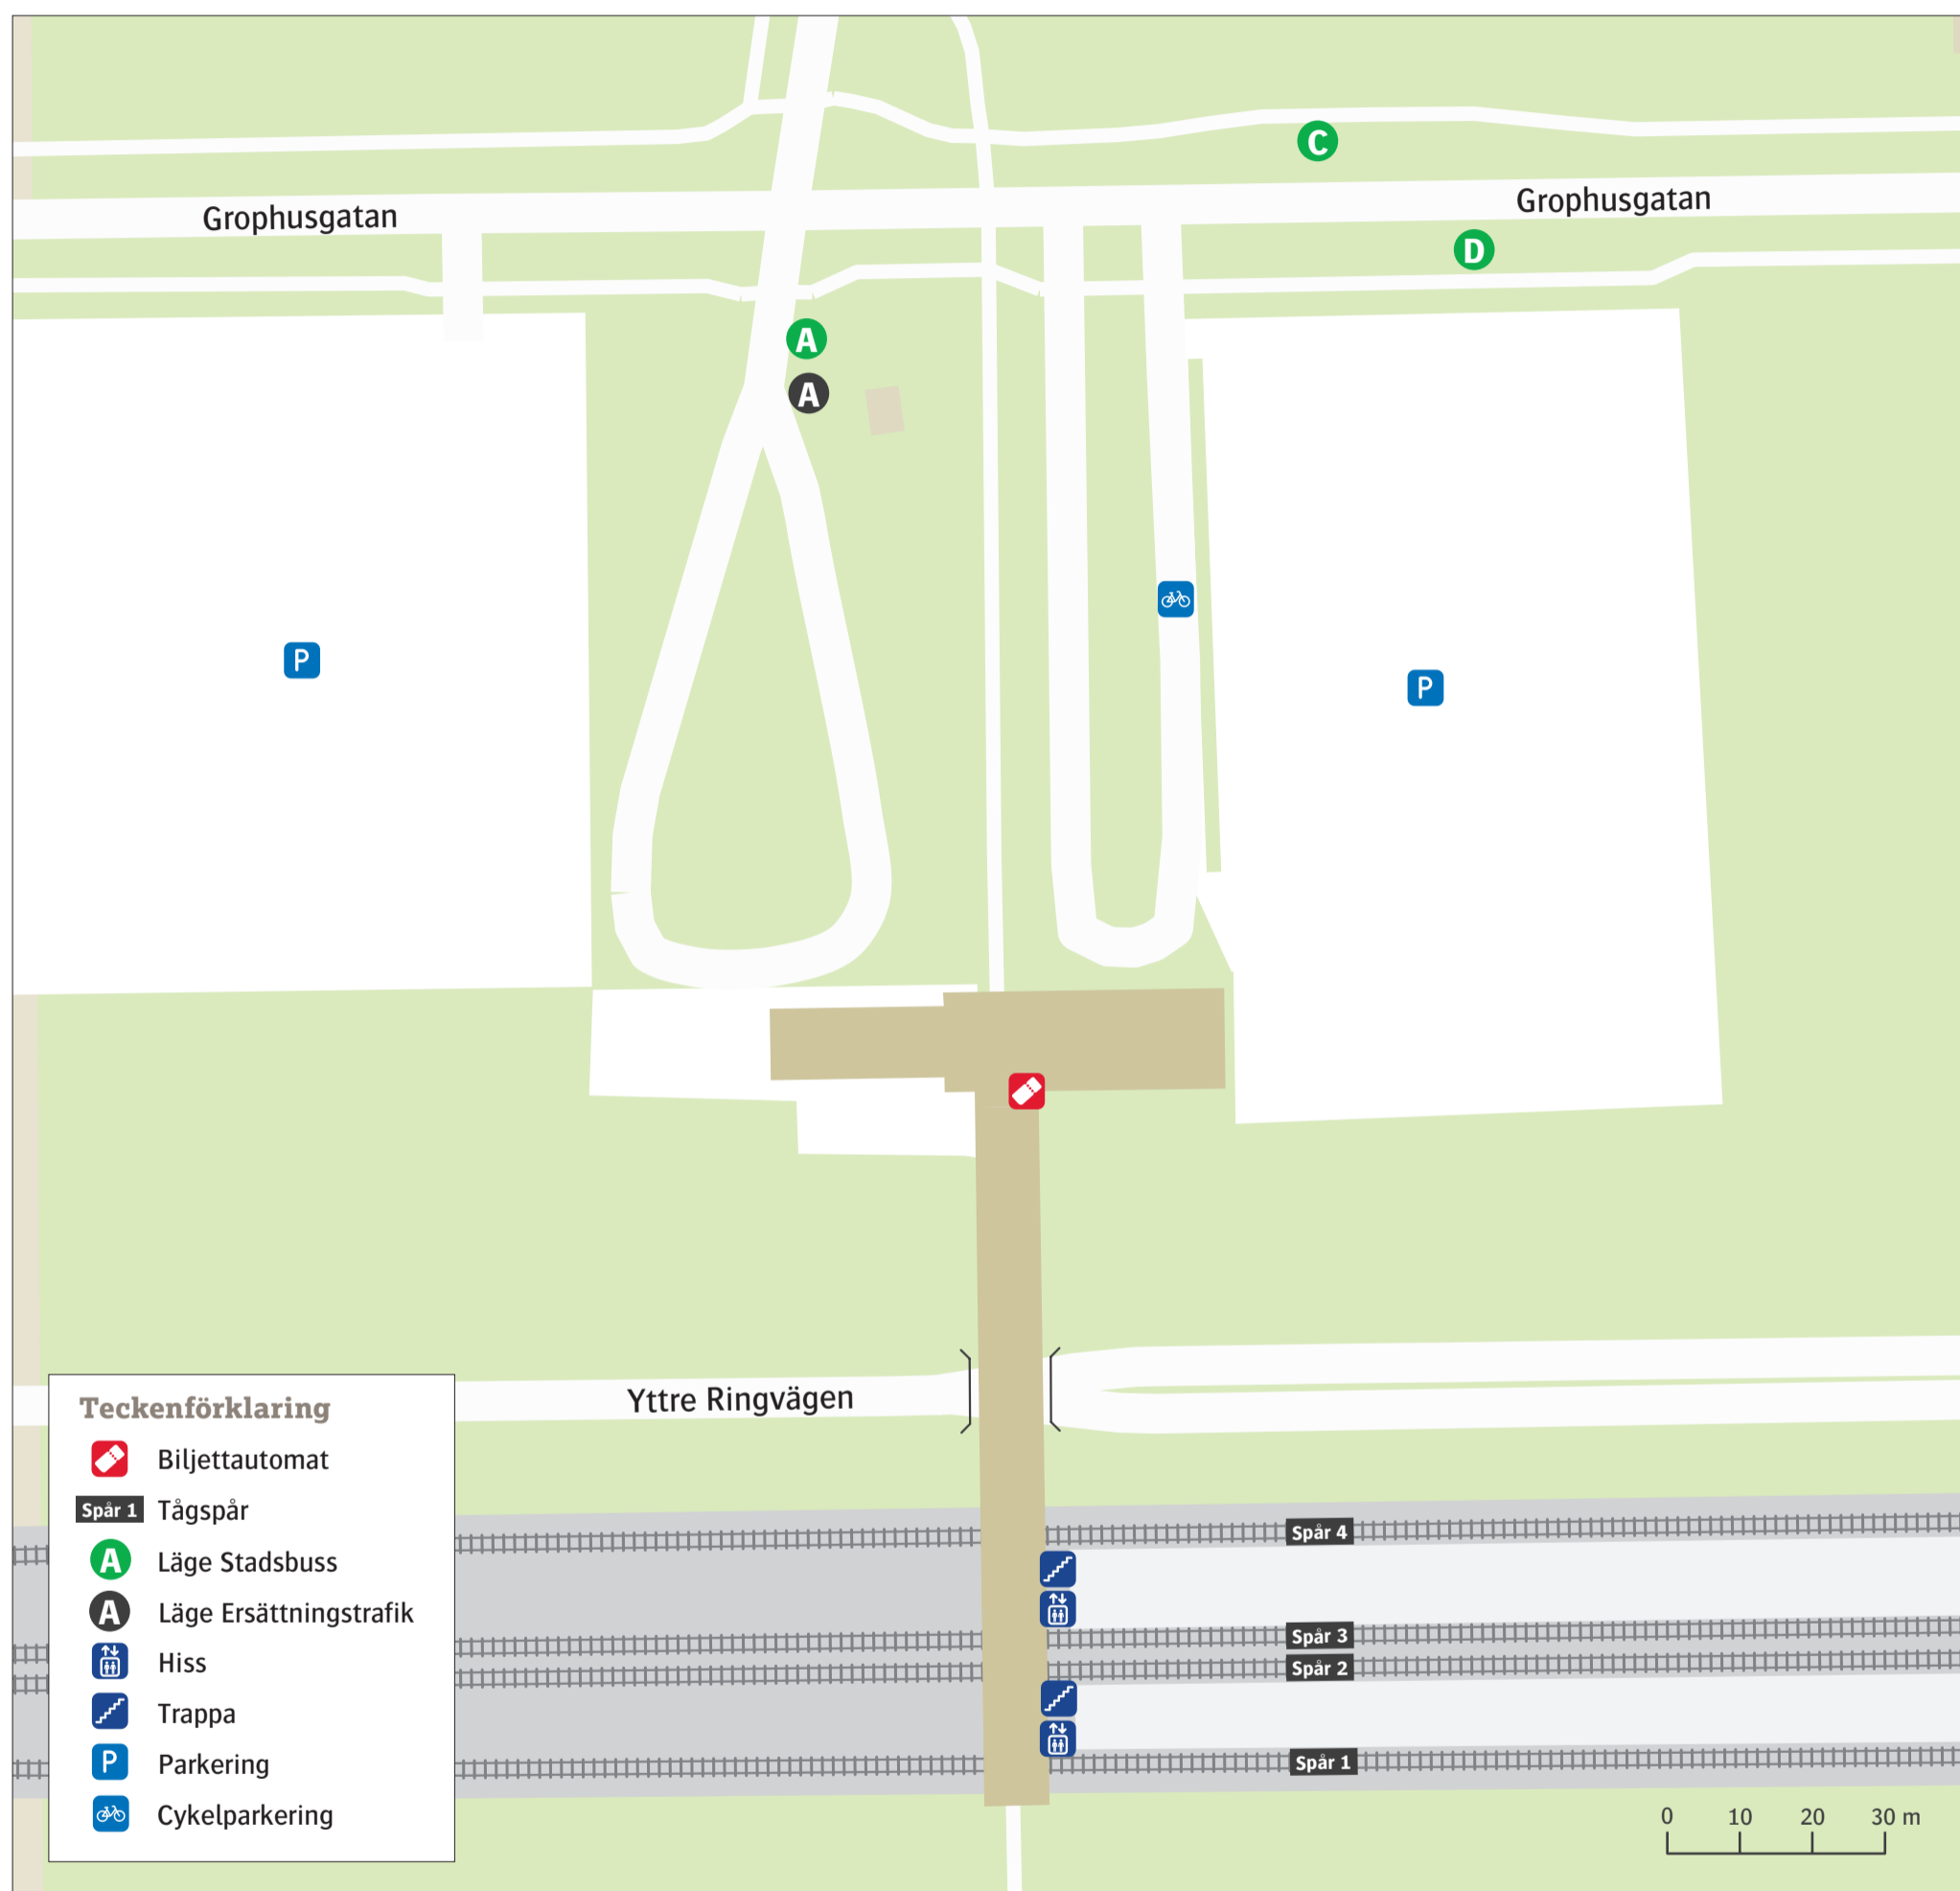 C
Grophusgatan
Grophusgatan
D
A
A
P
P
Yttre Ringvägen
Teckenförklaring
Biljettautomat
Spår 1 Tågspår
A Läge Stadsbuss
A Läge Ersättningstrafik
Hiss
Trappa
P Parkering
Cykelparkering
Spår 4
Spår 3
Spår 2
Spår 1
0 10 20 30 m